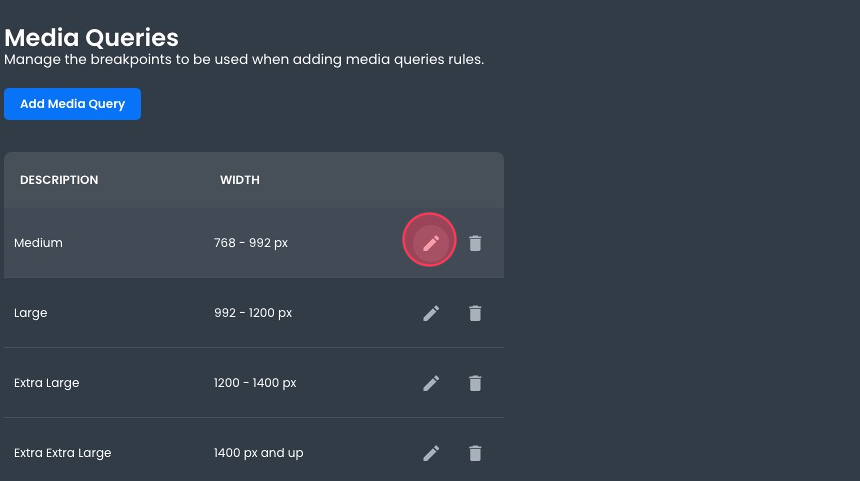 Media Queries
Manage the breakpoints to be used when adding media queries rules.
Add Media Query
DESCRIPTION WIDTH
Medium 768 - 992 px
Large 992 - 1200 px
Extra Large 1200 - 1400 px
Extra Extra Large 1400 px and up